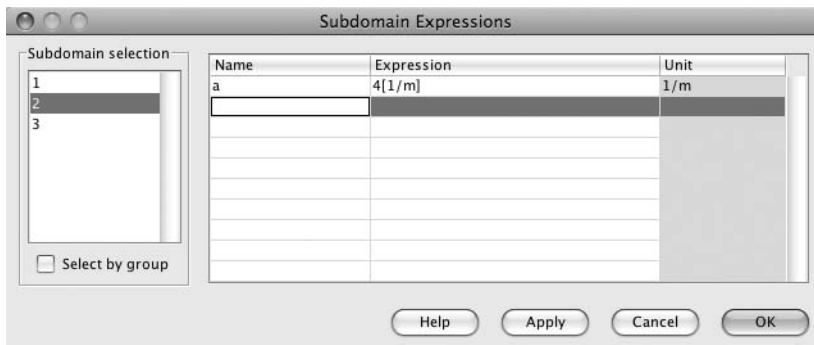 Subdomain Expressions
Subdomain selection
1
2
3
Select by group
Name Expression Unit
a 4[1/m] 1/m
Help Apply Cancel OK